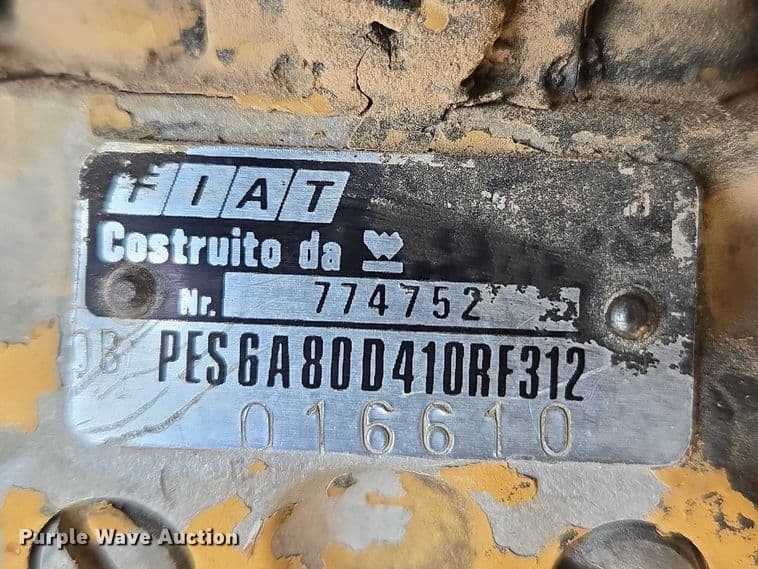 FIAT
Costruito da
Nr. 774752
PES6A80D410RF312
016610
Purple Wave Auction